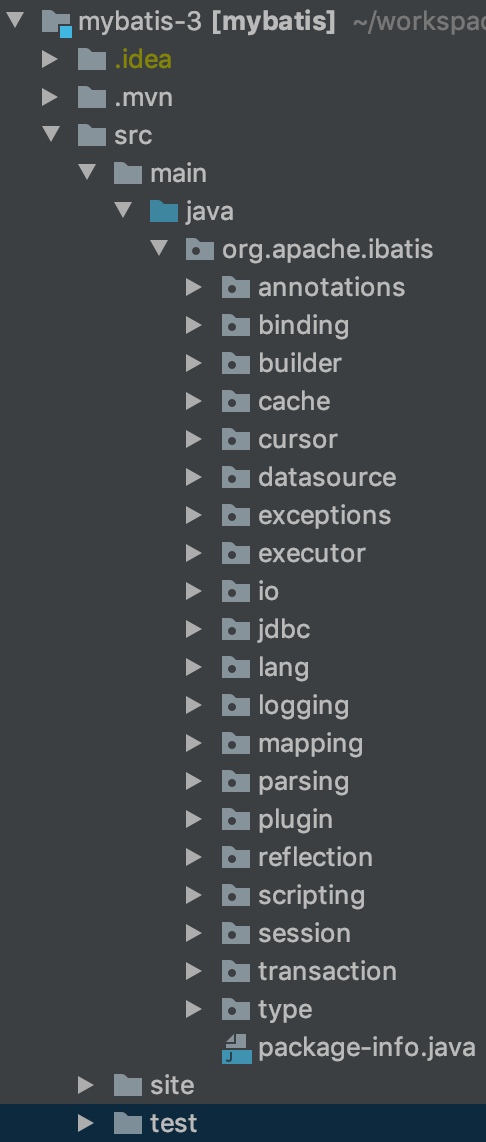 mybatis-3 [mybatis] ~/workspac
.idea
.mvn
src
main
java
org.apache.ibatis
annotations
binding
builder
cache
cursor
datasource
exceptions
executor
io
jdbc
lang
logging
mapping
parsing
plugin
reflection
scripting
session
transaction
type
package-info.java
site
test